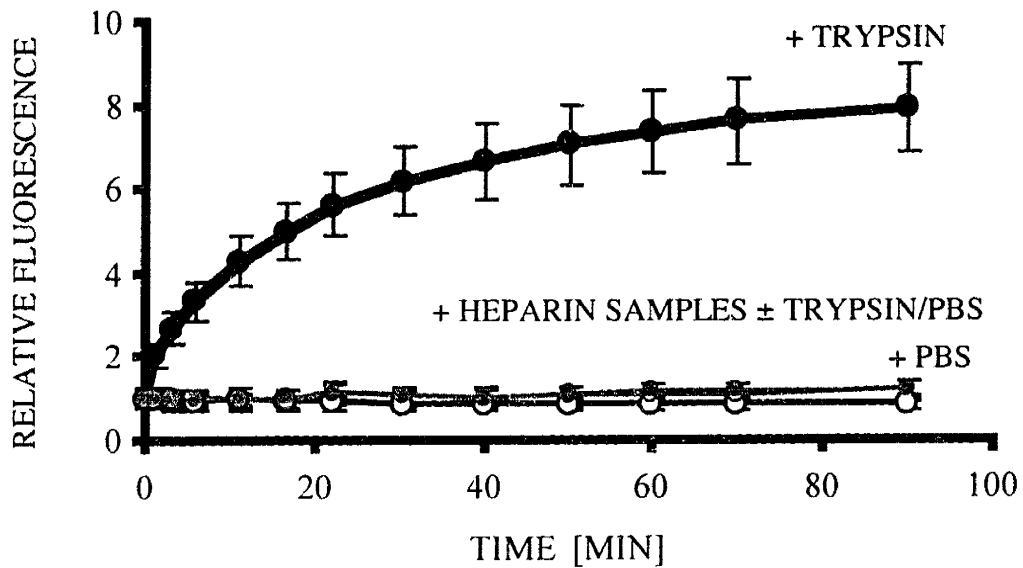 10
+ TRYPSIN
8
6
4
+ HEPARIN SAMPLES ± TRYPSIN/PBS
2
+ PBS
0
0 20 40 60 80 100
TIME [MIN]
RELATIVE FLUORESCENCE